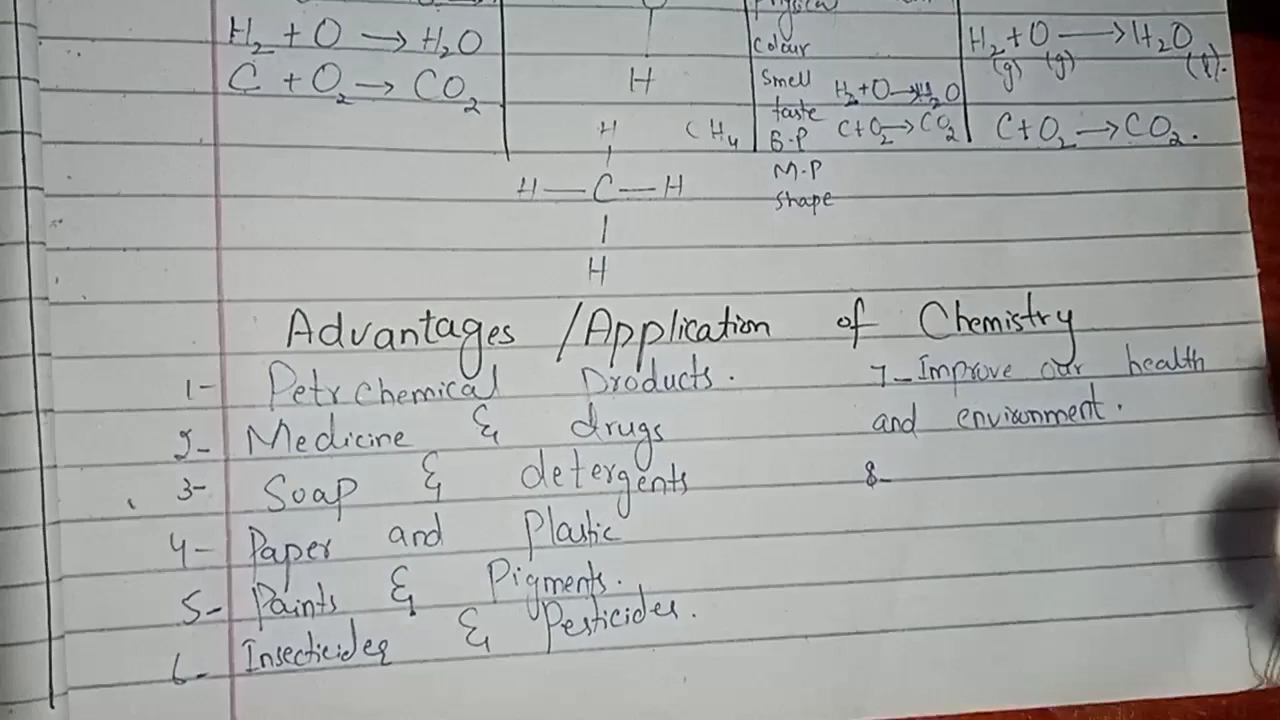 H₂ + O → H₂O
C + O₂ → CO₂
H
H
CH₄
H — C — H
H
Physical
Colour
Smell
taste
B.P
M.P
Shape
H₂ + O → H₂O
C + O₂ → CO₂
H₂ + O → H₂O
(g) (g) (l).
C + O₂ → CO₂.
Advantages / Application of Chemistry
1- Petrchemical Products.
2- Medicine & drugs
3- Soap & detergents
4- Paper and Plastic
5- Paints & Pigments.
6- Insecticides & Pesticides.
7- Improve our health
and environment.
8-